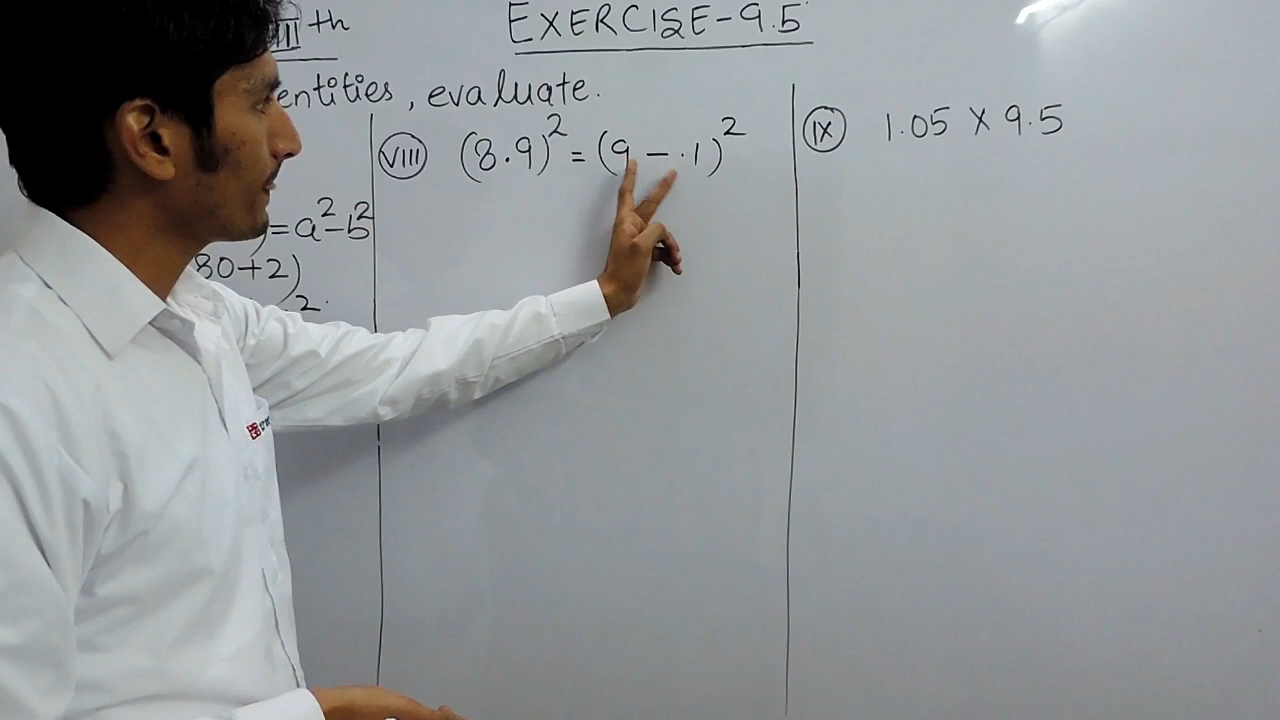 IIIth
EXERCISE-9.5
entities, evaluate.
)=a²-b²
80+2)
2
(VIII) (8.9)² = (9 - .1)²
(IX) 1.05 X 9.5